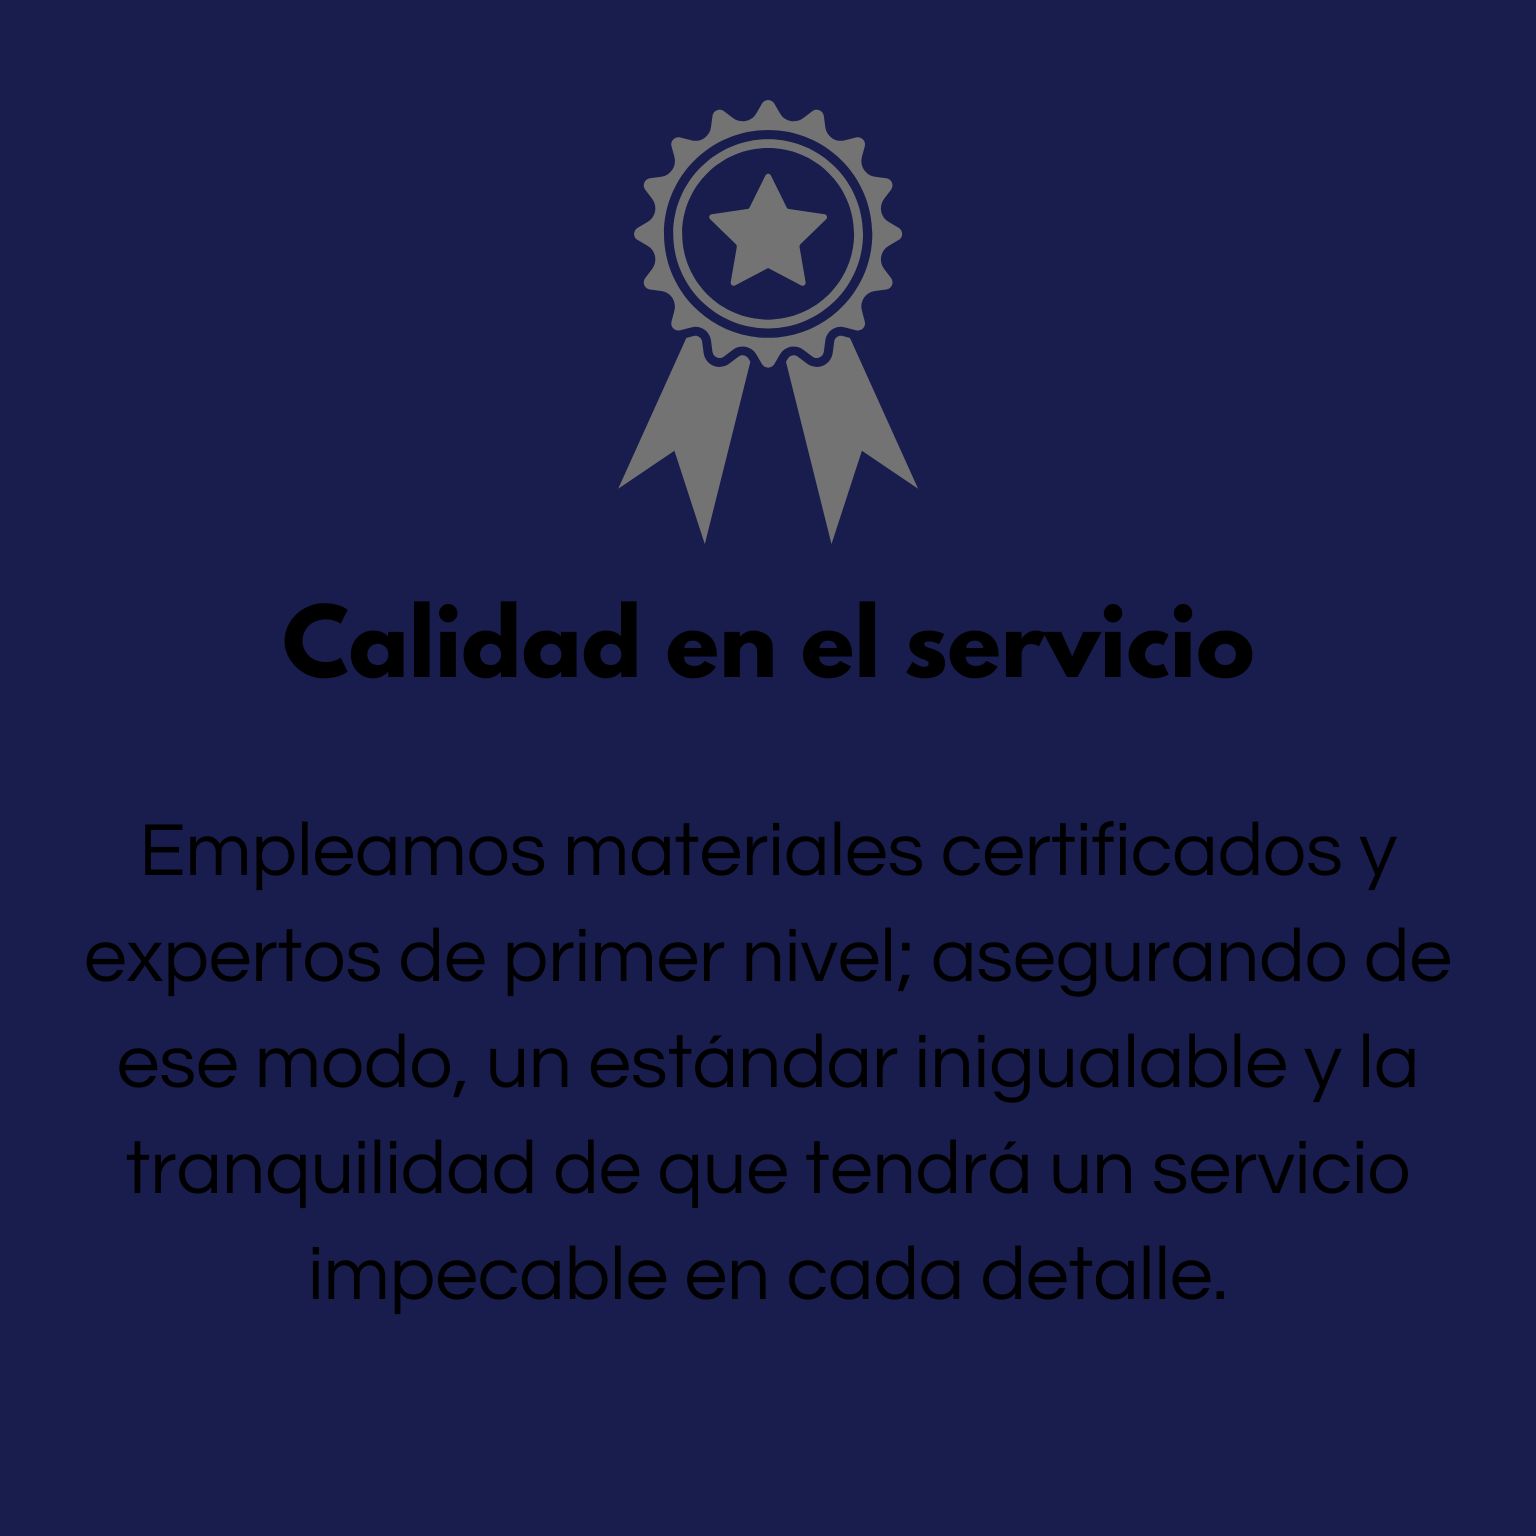 Calidad en el servicio
Empleamos materiales certificados y
expertos de primer nivel; asegurando de
ese modo, un estándar inigualable y la
tranquilidad de que tendrá un servicio
impecable en cada detalle.